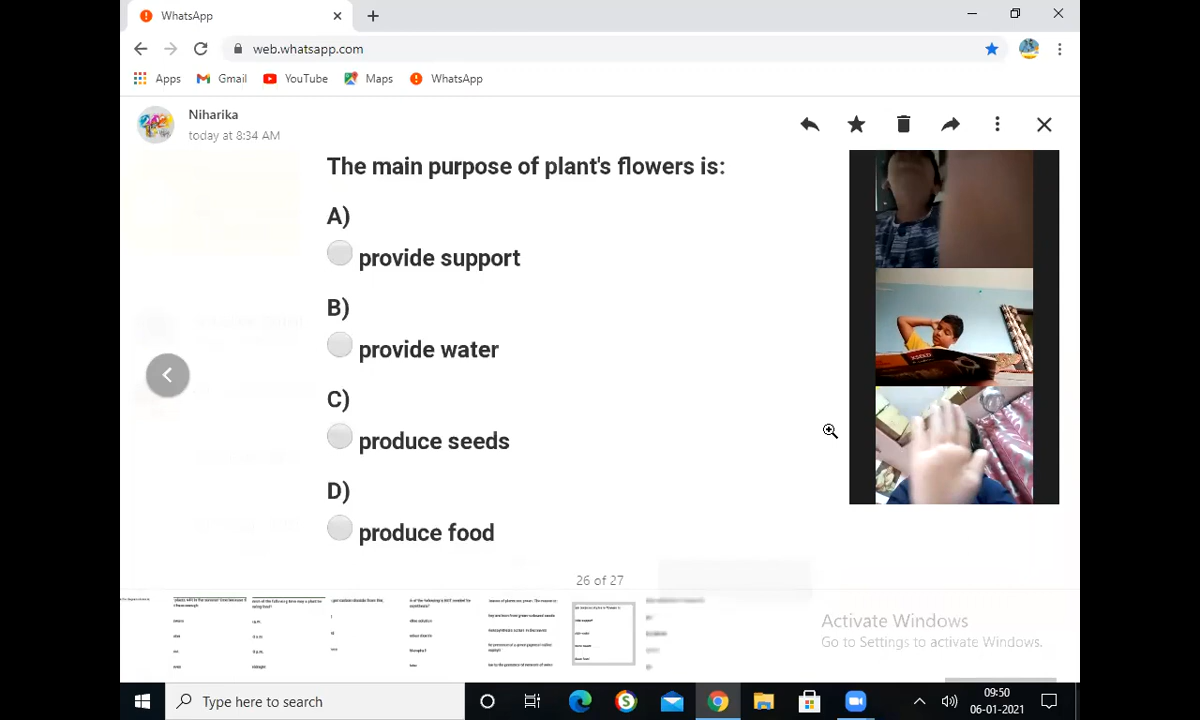 WhatsApp
web.whatsapp.com
Apps Gmail YouTube Maps WhatsApp
Niharika
today at 8:34 AM
The main purpose of plant's flowers is:
A)
provide support
B)
provide water
C)
produce seeds
D)
produce food
26 of 27
Activate Windows
Go to Settings to activate Windows.
Type here to search
09:50
06-01-2021